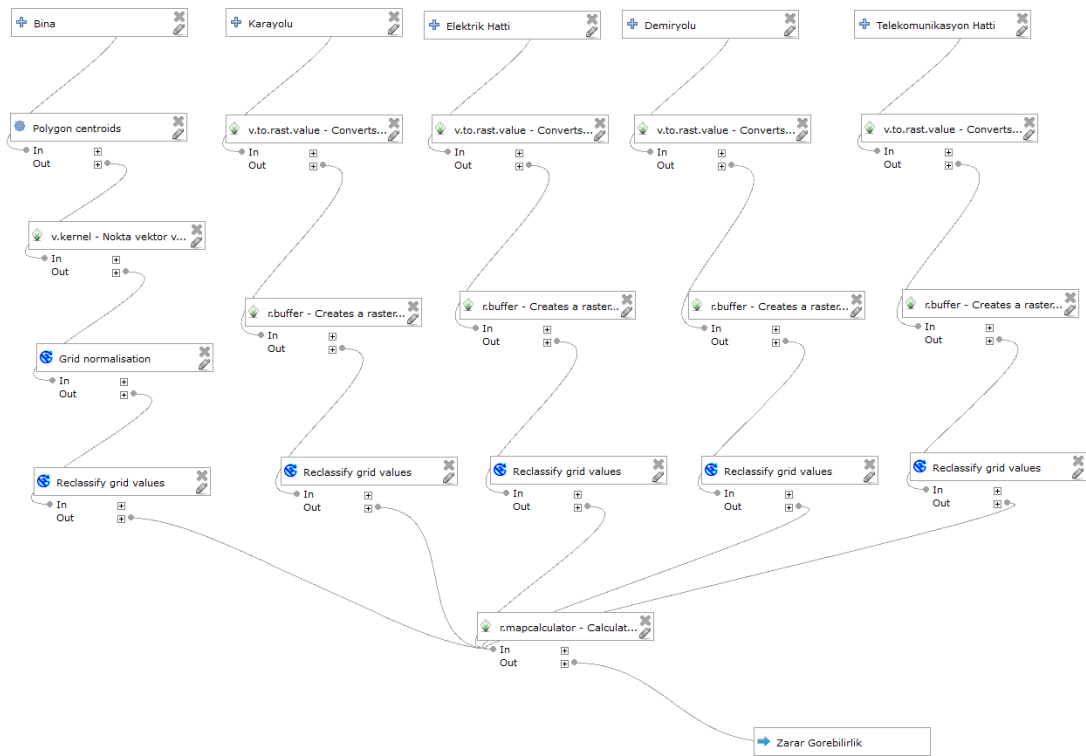 Bina
Karayolu
Elektrik Hatti
Demiryolu
Telekomunikasyon Hatti
Polygon centroids
In
Out
v.to.rast.value - Converts...
In
Out
v.to.rast.value - Converts...
In
Out
v.to.rast.value - Converts...
In
Out
v.to.rast.value - Converts...
In
Out
v.kernel - Nokta vektor v...
In
Out
r.buffer - Creates a raster...
In
Out
r.buffer - Creates a raster...
In
Out
r.buffer - Creates a raster...
In
Out
r.buffer - Creates a raster...
In
Out
Grid normalisation
In
Out
Reclassify grid values
In
Out
Reclassify grid values
In
Out
Reclassify grid values
In
Out
Reclassify grid values
In
Out
Reclassify grid values
In
Out
r.mapcalculator - Calculat...
In
Out
Zarar Gorebilirlik